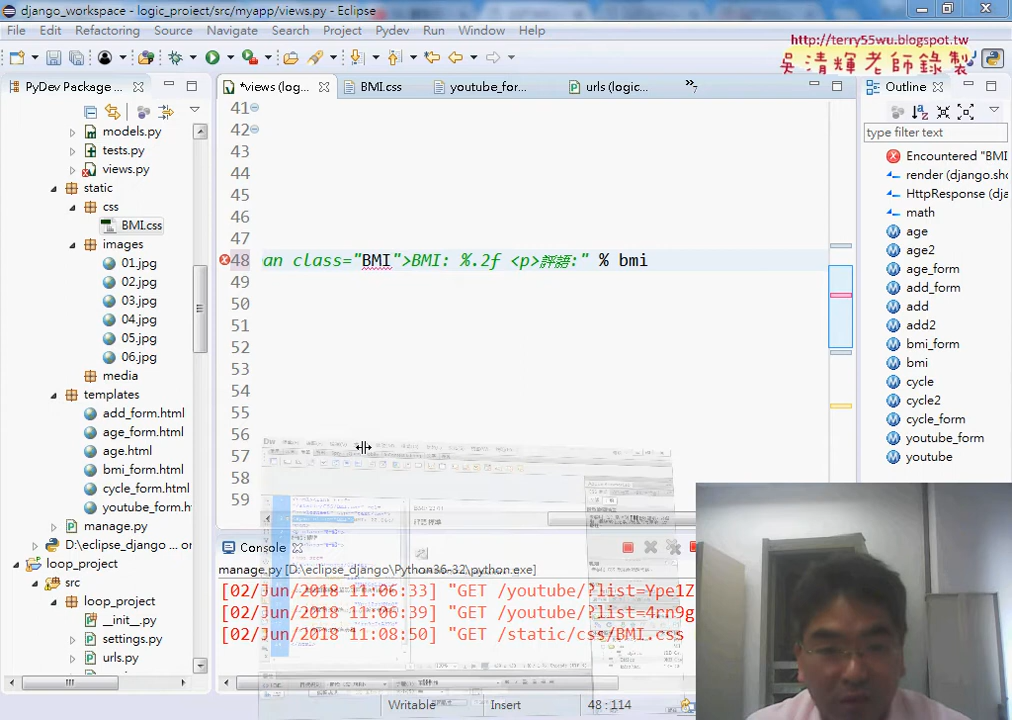 django_workspace - logic_project/src/myapp/views.py - Eclipse
File Edit Refactoring Source Navigate Search Project Pydev Run Window Help
http://terry55wu.blogspot.tw
吳清輝老師錄製
PyDev Package ...
*views (log...
BMI.css
youtube_for...
urls (logic...
»7
Outline
type filter text
models.py
tests.py
views.py
static
css
BMI.css
images
01.jpg
02.jpg
03.jpg
04.jpg
05.jpg
06.jpg
media
templates
add_form.html
age_form.html
age.html
bmi_form.html
cycle_form.html
youtube_form.h
manage.py
D:\eclipse_django ... or
loop_project
src
loop_project
__init__.py
settings.py
urls.py
41
42
43
44
45
46
47
48 an class="BMI">BMI: %.2f <p>評語:" % bmi
49
50
51
52
53
54
55
56
57
58
59
Encountered "BMI
render (django.sho
HttpResponse (dja
math
age
age2
age_form
add_form
add
add2
bmi_form
bmi
cycle
cycle2
cycle_form
youtube_form
youtube
Console
manage.py [D:\eclipse_django\Python36-32\python.exe]
[02/Jun/2018 11:06:33] "GET /youtube/?list=Ype1Z
[02/Jun/2018 11:06:39] "GET /youtube/?list=4nn9g
[02/Jun/2018 11:08:50] "GET /static/css/BMI.css
Writable Insert 48 : 114